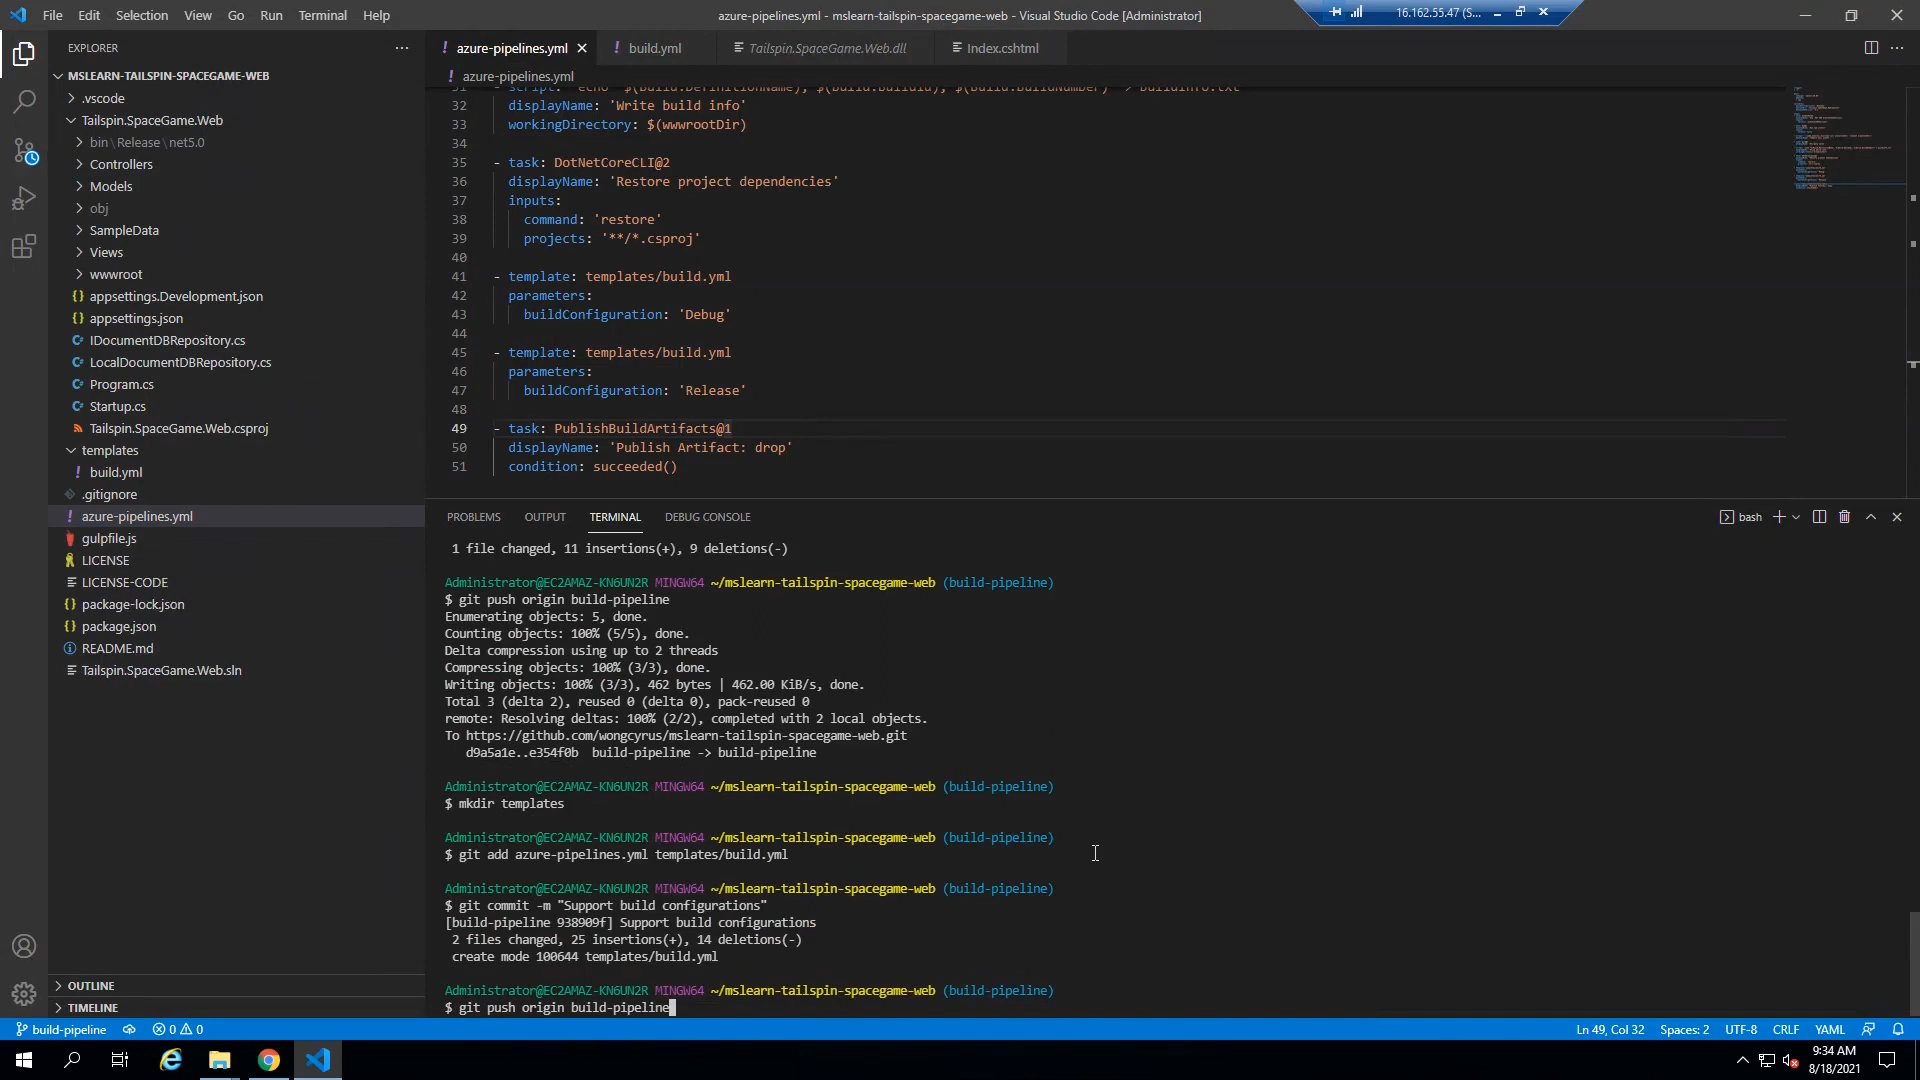 File Edit Selection View Go Run Terminal Help
azure-pipelines.yml - mslearn-tailspin-spacegame-web - Visual Studio Code [Administrator]
16.162.55.47 (S...
EXPLORER
MSLEARN-TAILSPIN-SPACEGAME-WEB
.vscode
Tailspin.SpaceGame.Web
bin\Release\net5.0
Controllers
Models
obj
SampleData
Views
wwwroot
appsettings.Development.json
appsettings.json
IDocumentDBRepository.cs
LocalDocumentDBRepository.cs
Program.cs
Startup.cs
Tailspin.SpaceGame.Web.csproj
templates
build.yml
.gitignore
azure-pipelines.yml
gulpfile.js
LICENSE
LICENSE-CODE
package-lock.json
package.json
README.md
Tailspin.SpaceGame.Web.sln
OUTLINE
TIMELINE
azure-pipelines.yml
build.yml
Tailspin.SpaceGame.Web.dll
Index.cshtml
azure-pipelines.yml
32 displayName: 'Write build info'
33 workingDirectory: $(wwwrootDir)
34
35 - task: DotNetCoreCLI@2
36 displayName: 'Restore project dependencies'
37 inputs:
38 command: 'restore'
39 projects: '**/*.csproj'
40
41 - template: templates/build.yml
42 parameters:
43 buildConfiguration: 'Debug'
44
45 - template: templates/build.yml
46 parameters:
47 buildConfiguration: 'Release'
48
49 - task: PublishBuildArtifacts@1
50 displayName: 'Publish Artifact: drop'
51 condition: succeeded()
PROBLEMS OUTPUT TERMINAL DEBUG CONSOLE
bash
1 file changed, 11 insertions(+), 9 deletions(-)
Administrator@EC2AMAZ-KN6UN2R MINGW64 ~/mslearn-tailspin-spacegame-web (build-pipeline)
$ git push origin build-pipeline
Enumerating objects: 5, done.
Counting objects: 100% (5/5), done.
Delta compression using up to 2 threads
Compressing objects: 100% (3/3), done.
Writing objects: 100% (3/3), 462 bytes | 462.00 KiB/s, done.
Total 3 (delta 2), reused 0 (delta 0), pack-reused 0
remote: Resolving deltas: 100% (2/2), completed with 2 local objects.
To https://github.com/wongcyrus/mslearn-tailspin-spacegame-web.git
d9a5a1e..e354f0b build-pipeline -> build-pipeline
Administrator@EC2AMAZ-KN6UN2R MINGW64 ~/mslearn-tailspin-spacegame-web (build-pipeline)
$ mkdir templates
Administrator@EC2AMAZ-KN6UN2R MINGW64 ~/mslearn-tailspin-spacegame-web (build-pipeline)
$ git add azure-pipelines.yml templates/build.yml
Administrator@EC2AMAZ-KN6UN2R MINGW64 ~/mslearn-tailspin-spacegame-web (build-pipeline)
$ git commit -m "Support build configurations"
[build-pipeline 938909f] Support build configurations
2 files changed, 25 insertions(+), 14 deletions(-)
create mode 100644 templates/build.yml
Administrator@EC2AMAZ-KN6UN2R MINGW64 ~/mslearn-tailspin-spacegame-web (build-pipeline)
$ git push origin build-pipeline
build-pipeline 0 0
Ln 49, Col 32 Spaces: 2 UTF-8 CRLF YAML
9:34 AM
8/18/2021